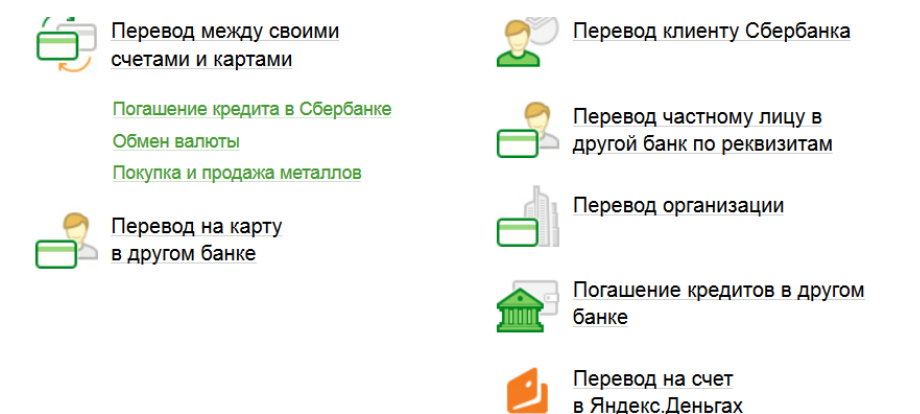 Перевод между своими
счетами и картами
Погашение кредита в Сбербанке
Обмен валюты
Покупка и продажа металлов
Перевод на карту
в другом банке
Перевод клиенту Сбербанка
Перевод частному лицу в
другой банк по реквизитам
Перевод организации
Погашение кредитов в другом
банке
Перевод на счет
в Яндекс.Деньгах